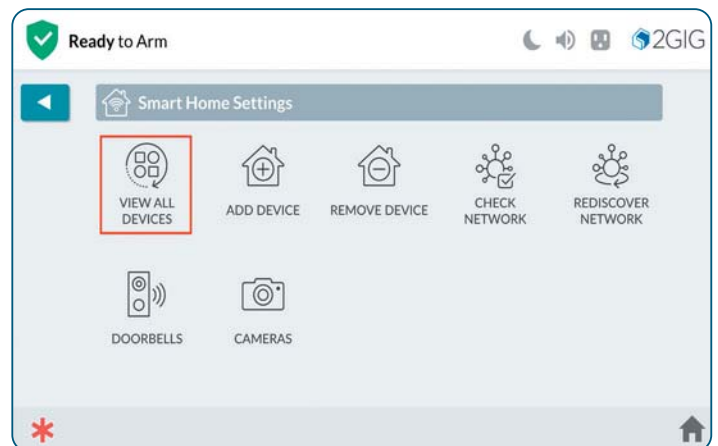 Ready to Arm
2GIG
Smart Home Settings
VIEW ALL
DEVICES
ADD DEVICE
REMOVE DEVICE
CHECK
NETWORK
REDISCOVER
NETWORK
DOORBELLS
CAMERAS